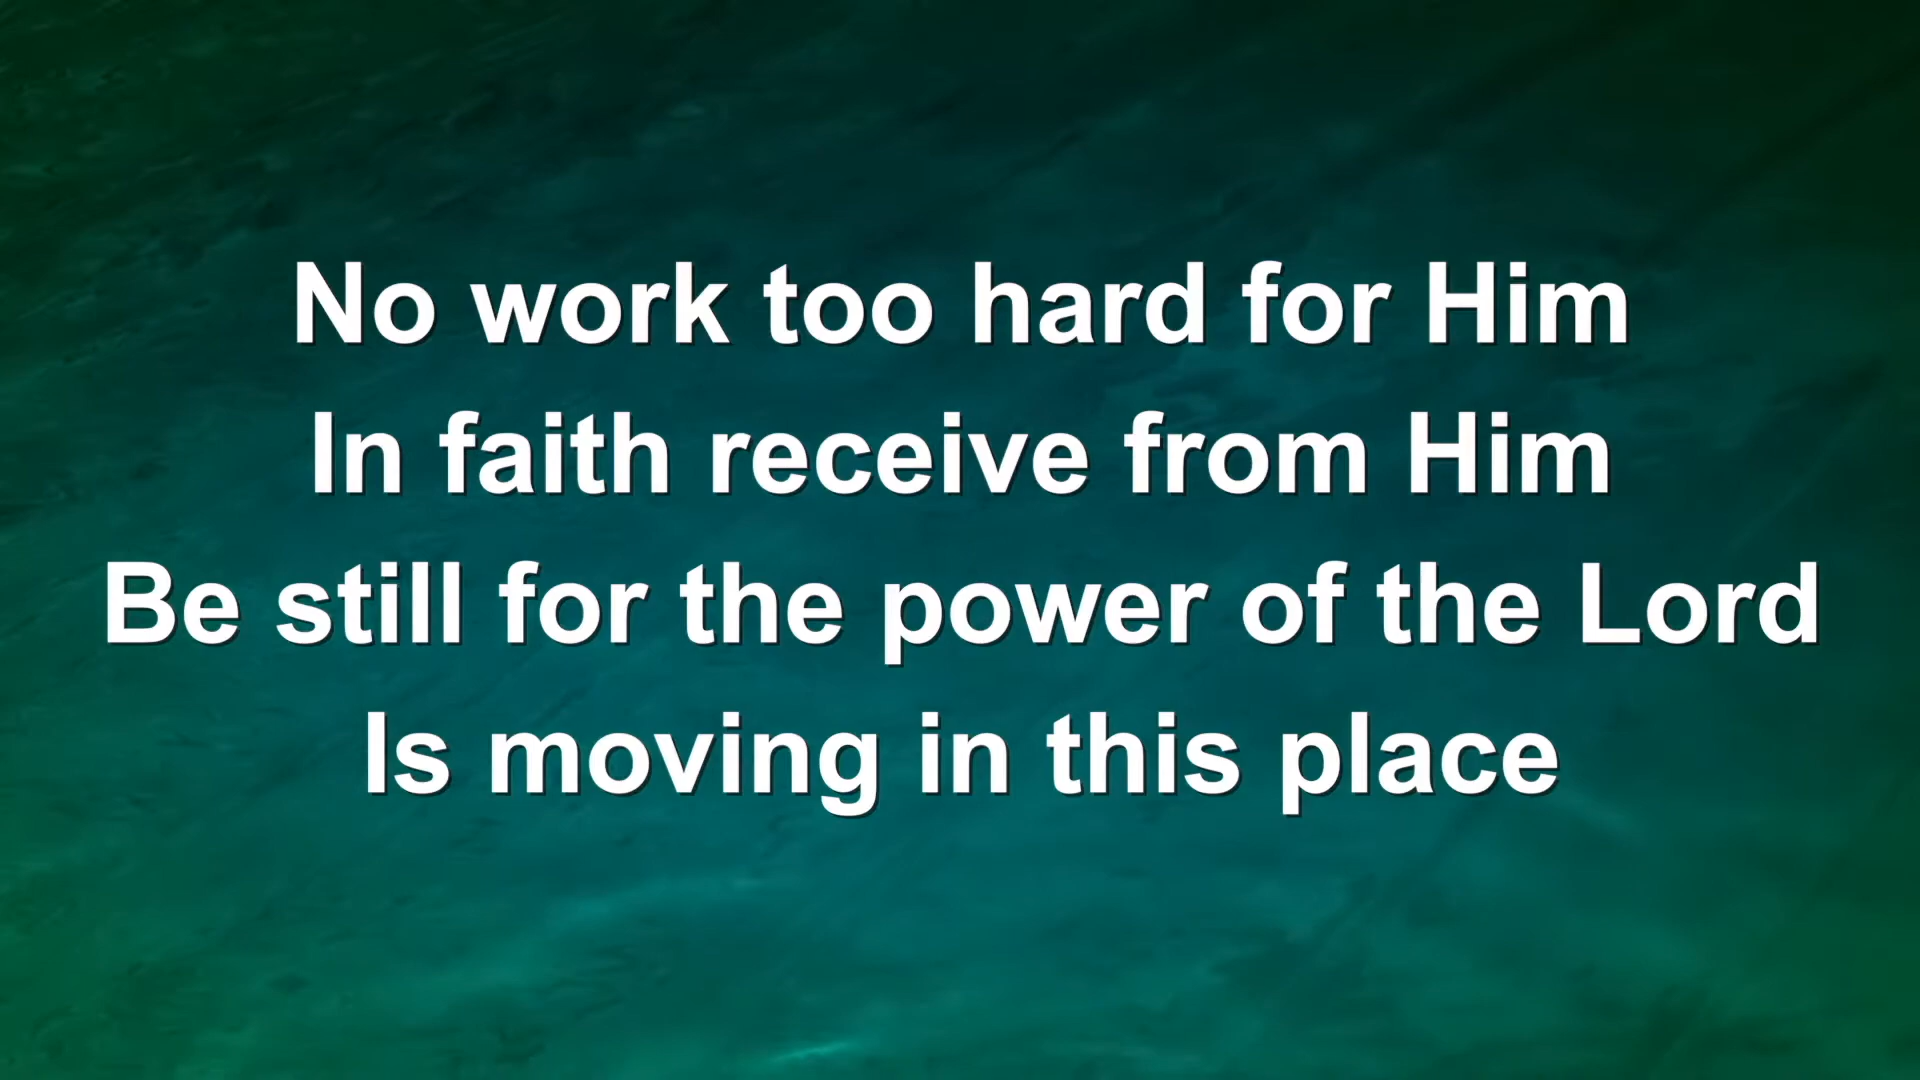 No work too hard for Him
In faith receive from Him
Be still for the power of the Lord
Is moving in this place